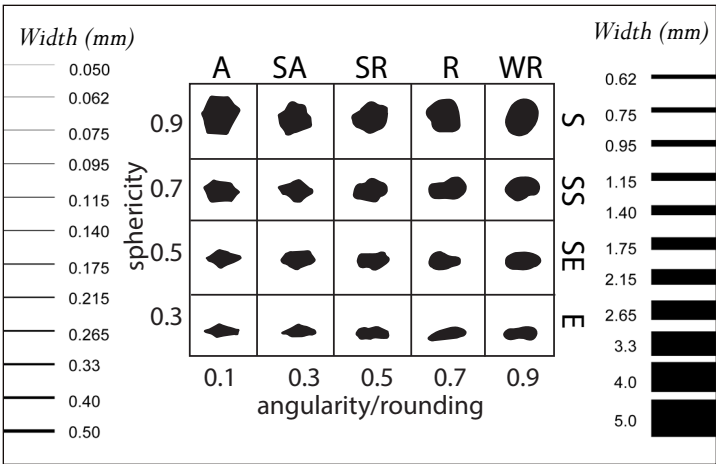 Width (mm)
0.050
0.062
0.075
0.095
0.115
0.140
0.175
0.215
0.265
0.33
0.40
0.50
A SA SR R WR
0.9 S
0.7 SS
0.5 SE
0.3 E
sphericity
0.1 0.3 0.5 0.7 0.9
angularity/rounding
Width (mm)
0.62
0.75
0.95
1.15
1.40
1.75
2.15
2.65
3.3
4.0
5.0